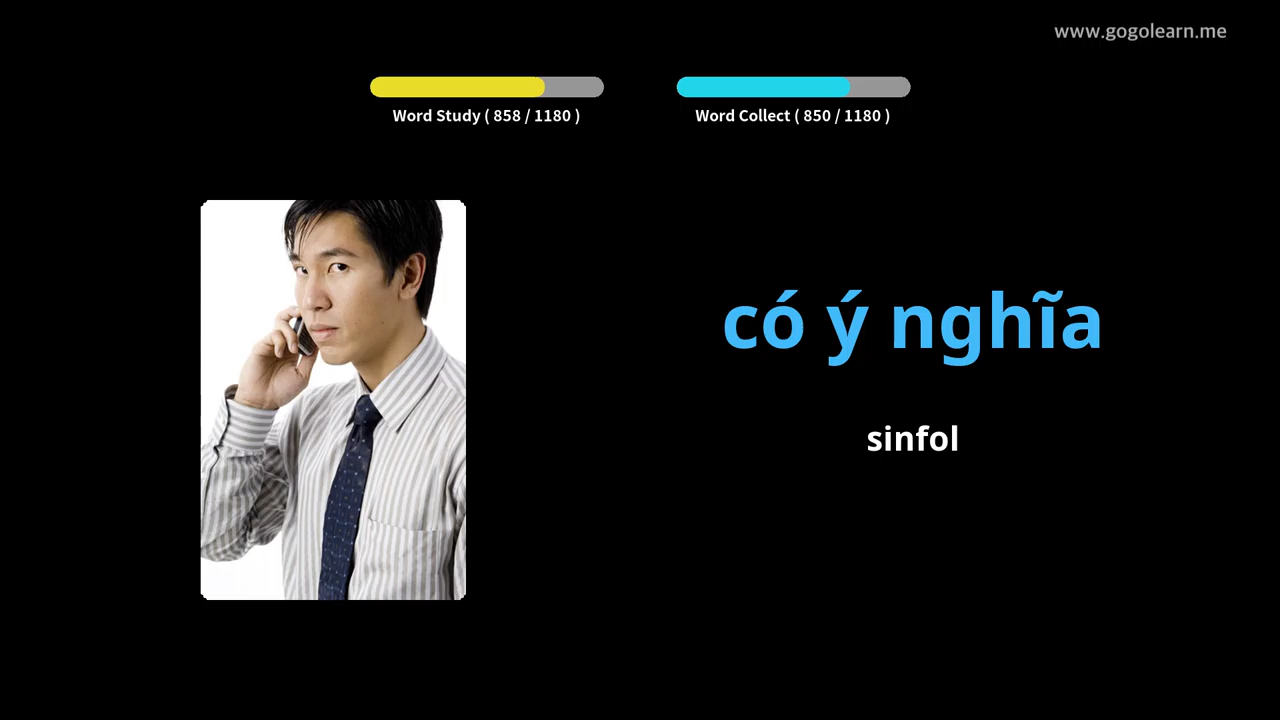 www.gogolearn.me
Word Study ( 858 / 1180 )
Word Collect ( 850 / 1180 )
có ý nghĩa
sinfol